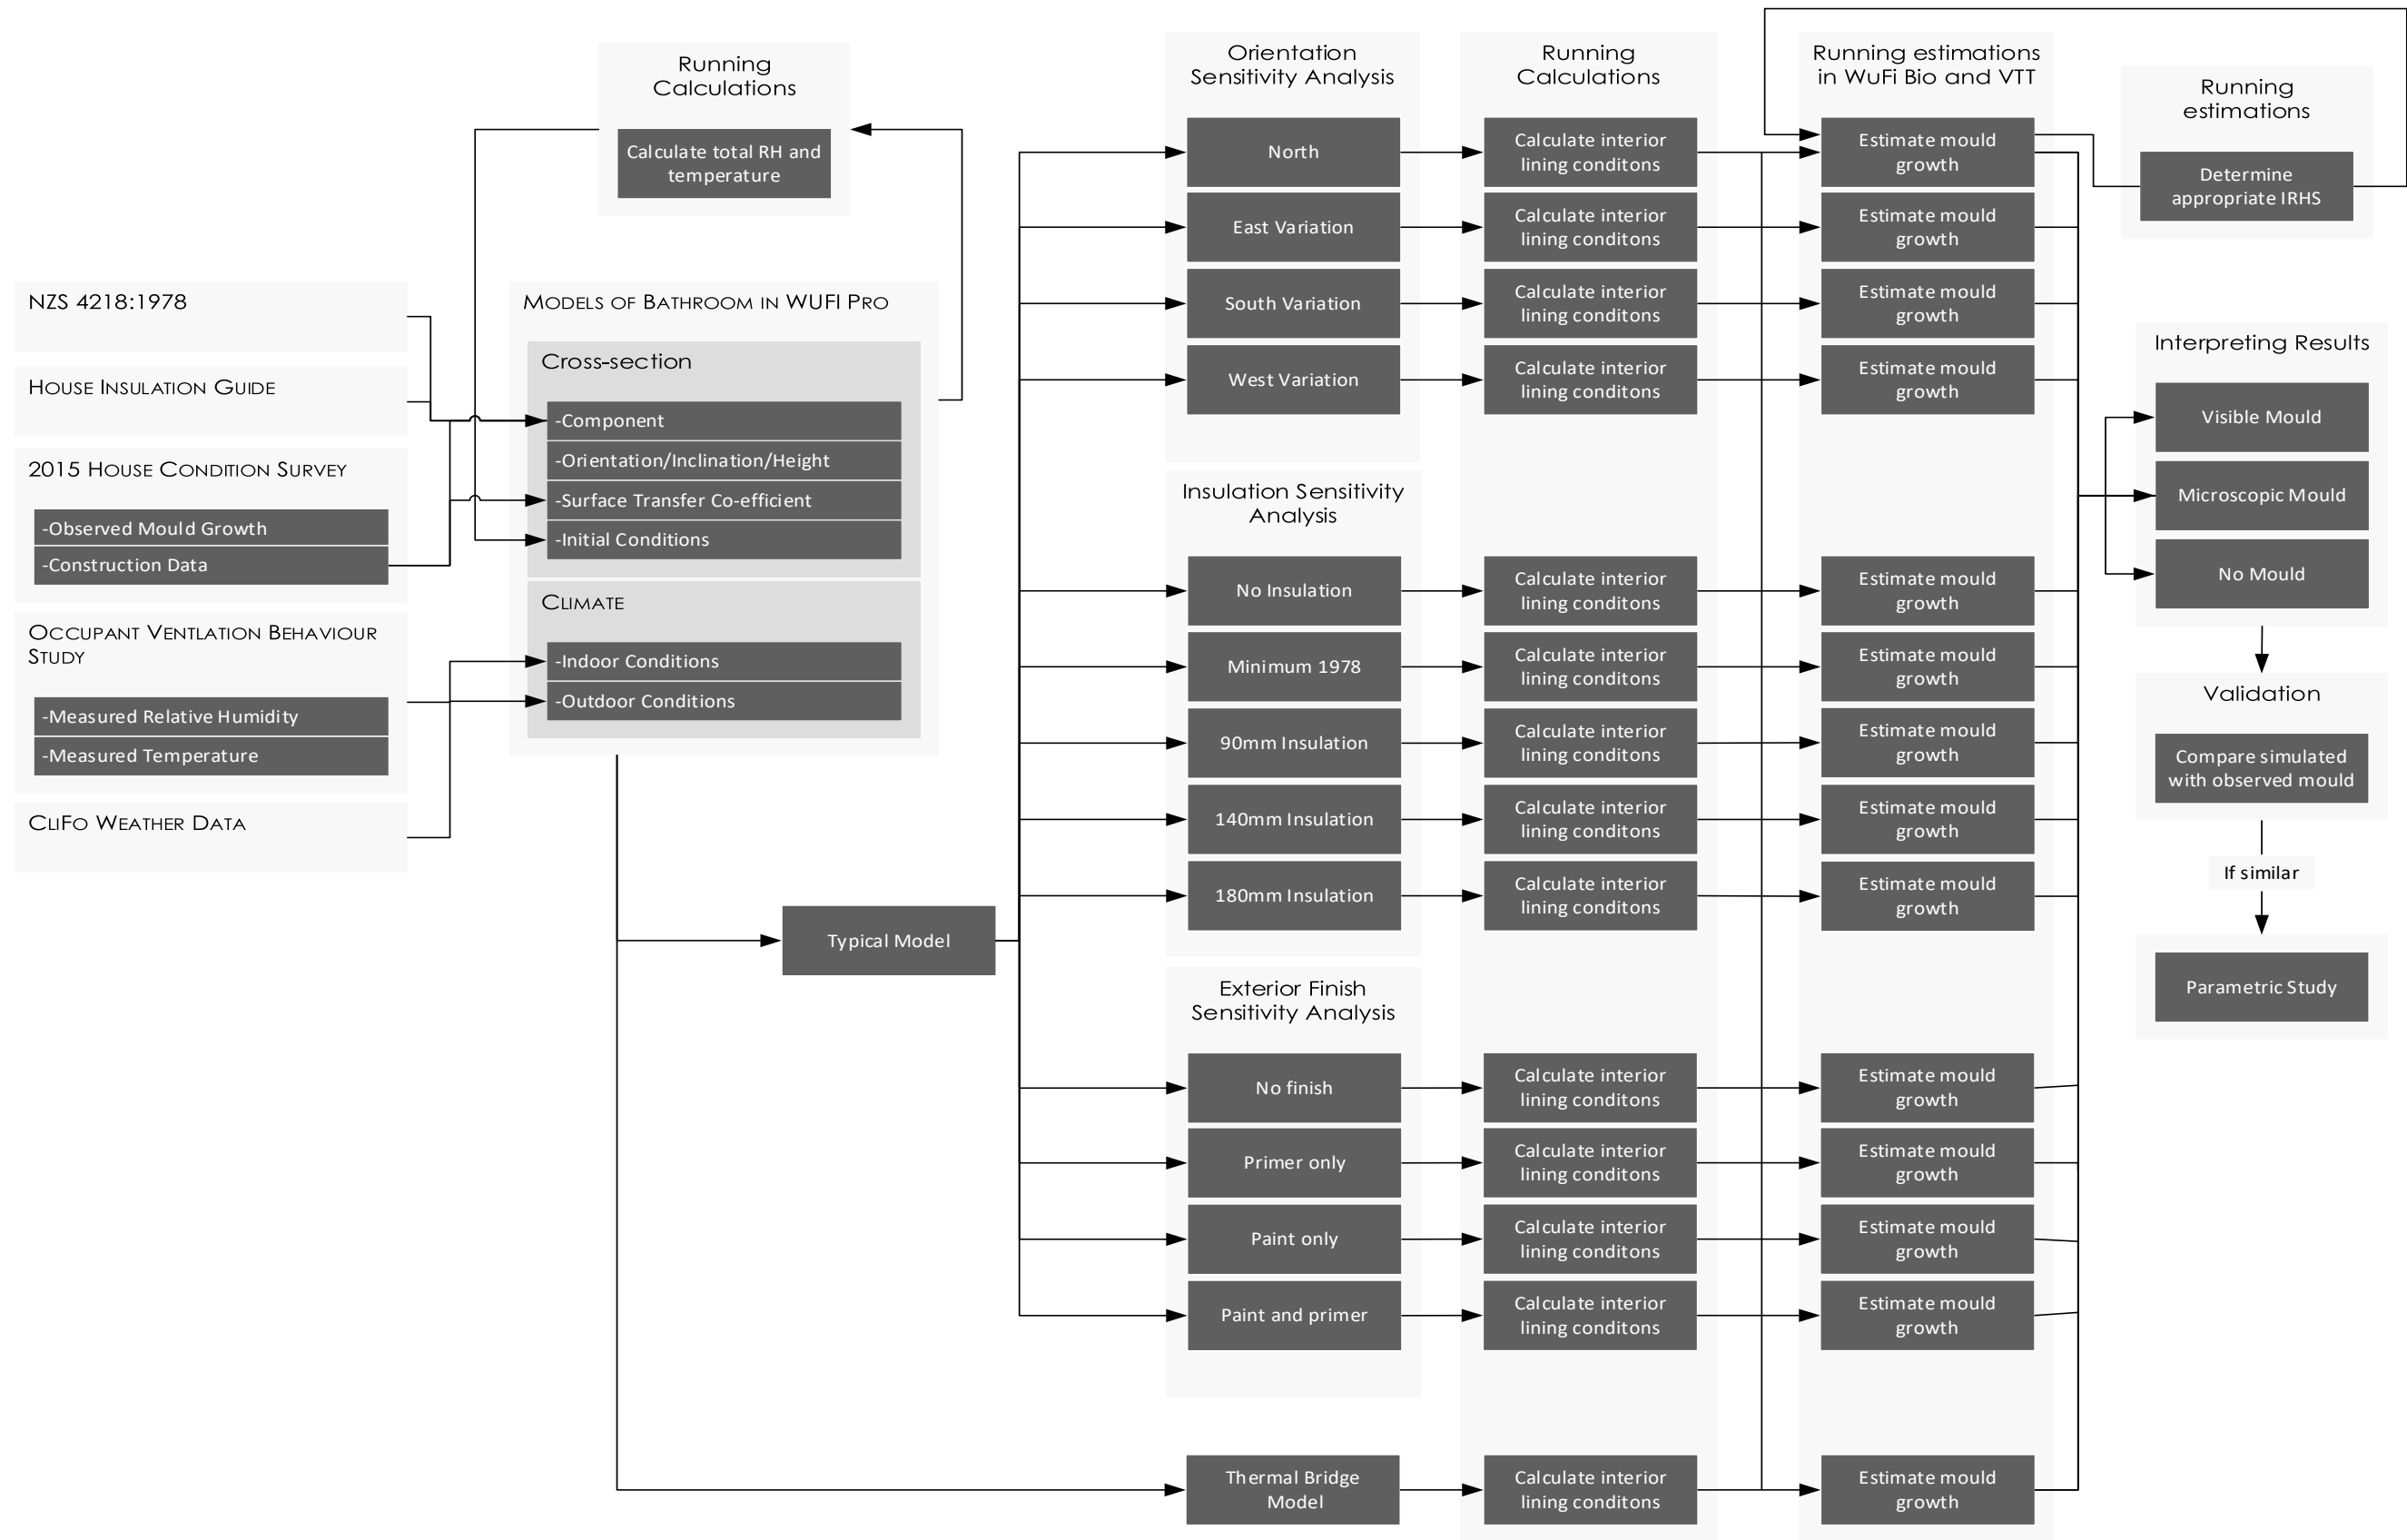 NZS 4218:1978
HOUSE INSULATION GUIDE
2015 HOUSE CONDITION SURVEY
-Observed Mould Growth
-Construction Data
OCCUPANT VENTLATION BEHAVIOUR
STUDY
-Measured Relative Humidity
-Measured Temperature
CLIFO WEATHER DATA
Running
Calculations
Calculate total RH and
temperature
MODELS OF BATHROOM IN WUFI PRO
Cross-section
-Component
-Orientation/Inclination/Height
-Surface Transfer Co-efficient
-Initial Conditions
CLIMATE
-Indoor Conditions
-Outdoor Conditions
Typical Model
Orientation
Sensitivity Analysis
North
East Variation
South Variation
West Variation
Insulation Sensitivity
Analysis
No Insulation
Minimum 1978
90mm Insulation
140mm Insulation
180mm Insulation
Exterior Finish
Sensitivity Analysis
No finish
Primer only
Paint only
Paint and primer
Thermal Bridge
Model
Running
Calculations
Calculate interior
lining conditons
Calculate interior
lining conditons
Calculate interior
lining conditons
Calculate interior
lining conditons
Calculate interior
lining conditons
Calculate interior
lining conditons
Calculate interior
lining conditons
Calculate interior
lining conditons
Calculate interior
lining conditons
Calculate interior
lining conditons
Calculate interior
lining conditons
Calculate interior
lining conditons
Calculate interior
lining conditons
Calculate interior
lining conditons
Running estimations
in WuFi Bio and VTT
Estimate mould
growth
Estimate mould
growth
Estimate mould
growth
Estimate mould
growth
Estimate mould
growth
Estimate mould
growth
Estimate mould
growth
Estimate mould
growth
Estimate mould
growth
Estimate mould
growth
Estimate mould
growth
Estimate mould
growth
Estimate mould
growth
Estimate mould
growth
Running
estimations
Determine
appropriate IRHS
Interpreting Results
Visible Mould
Microscopic Mould
No Mould
Validation
Compare simulated
with observed mould
If similar
Parametric Study